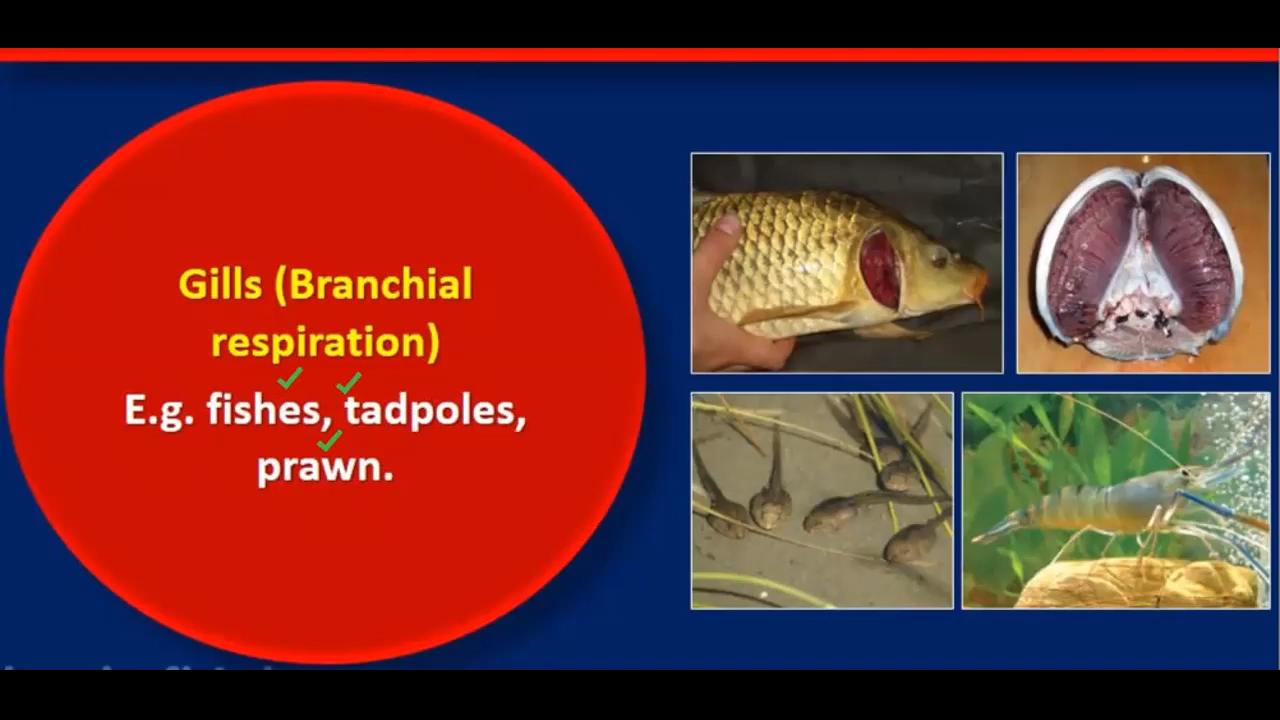 Gills (Branchial
respiration)
E.g. fishes, tadpoles,
prawn.